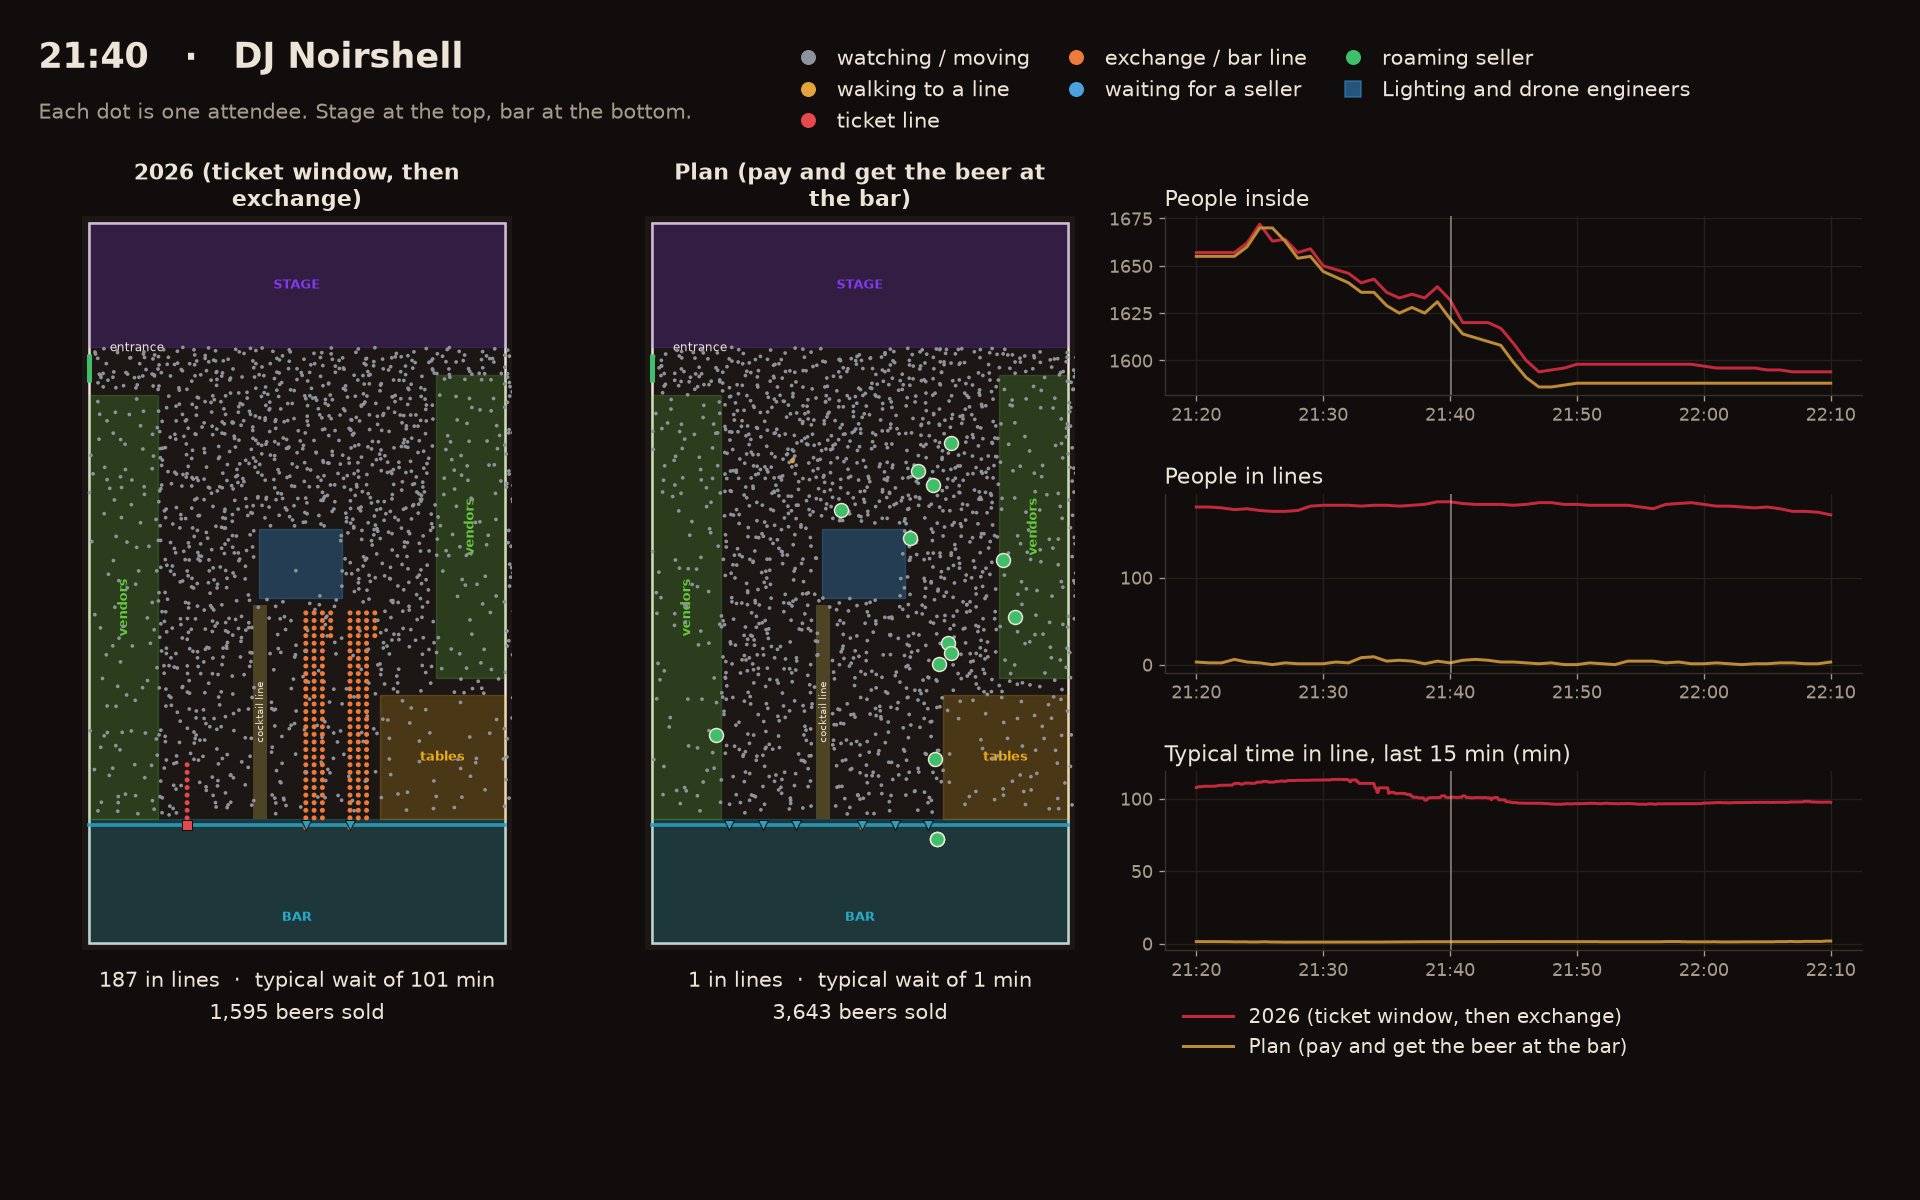 21:40 · DJ Noirshell
Each dot is one attendee. Stage at the top, bar at the bottom.
watching / moving
walking to a line
ticket line
exchange / bar line
waiting for a seller
roaming seller
Lighting and drone engineers
2026 (ticket window, then
exchange)
STAGE
entrance
vendors
vendors
cocktail line
tables
BAR
187 in lines · typical wait of 101 min
1,595 beers sold
Plan (pay and get the beer at
the bar)
STAGE
entrance
vendors
vendors
cocktail line
tables
BAR
1 in lines · typical wait of 1 min
3,643 beers sold
People inside
1675
1650
1625
1600
21:20 21:30 21:40 21:50 22:00 22:10
People in lines
100
0
21:20 21:30 21:40 21:50 22:00 22:10
Typical time in line, last 15 min (min)
100
50
0
21:20 21:30 21:40 21:50 22:00 22:10
2026 (ticket window, then exchange)
Plan (pay and get the beer at the bar)